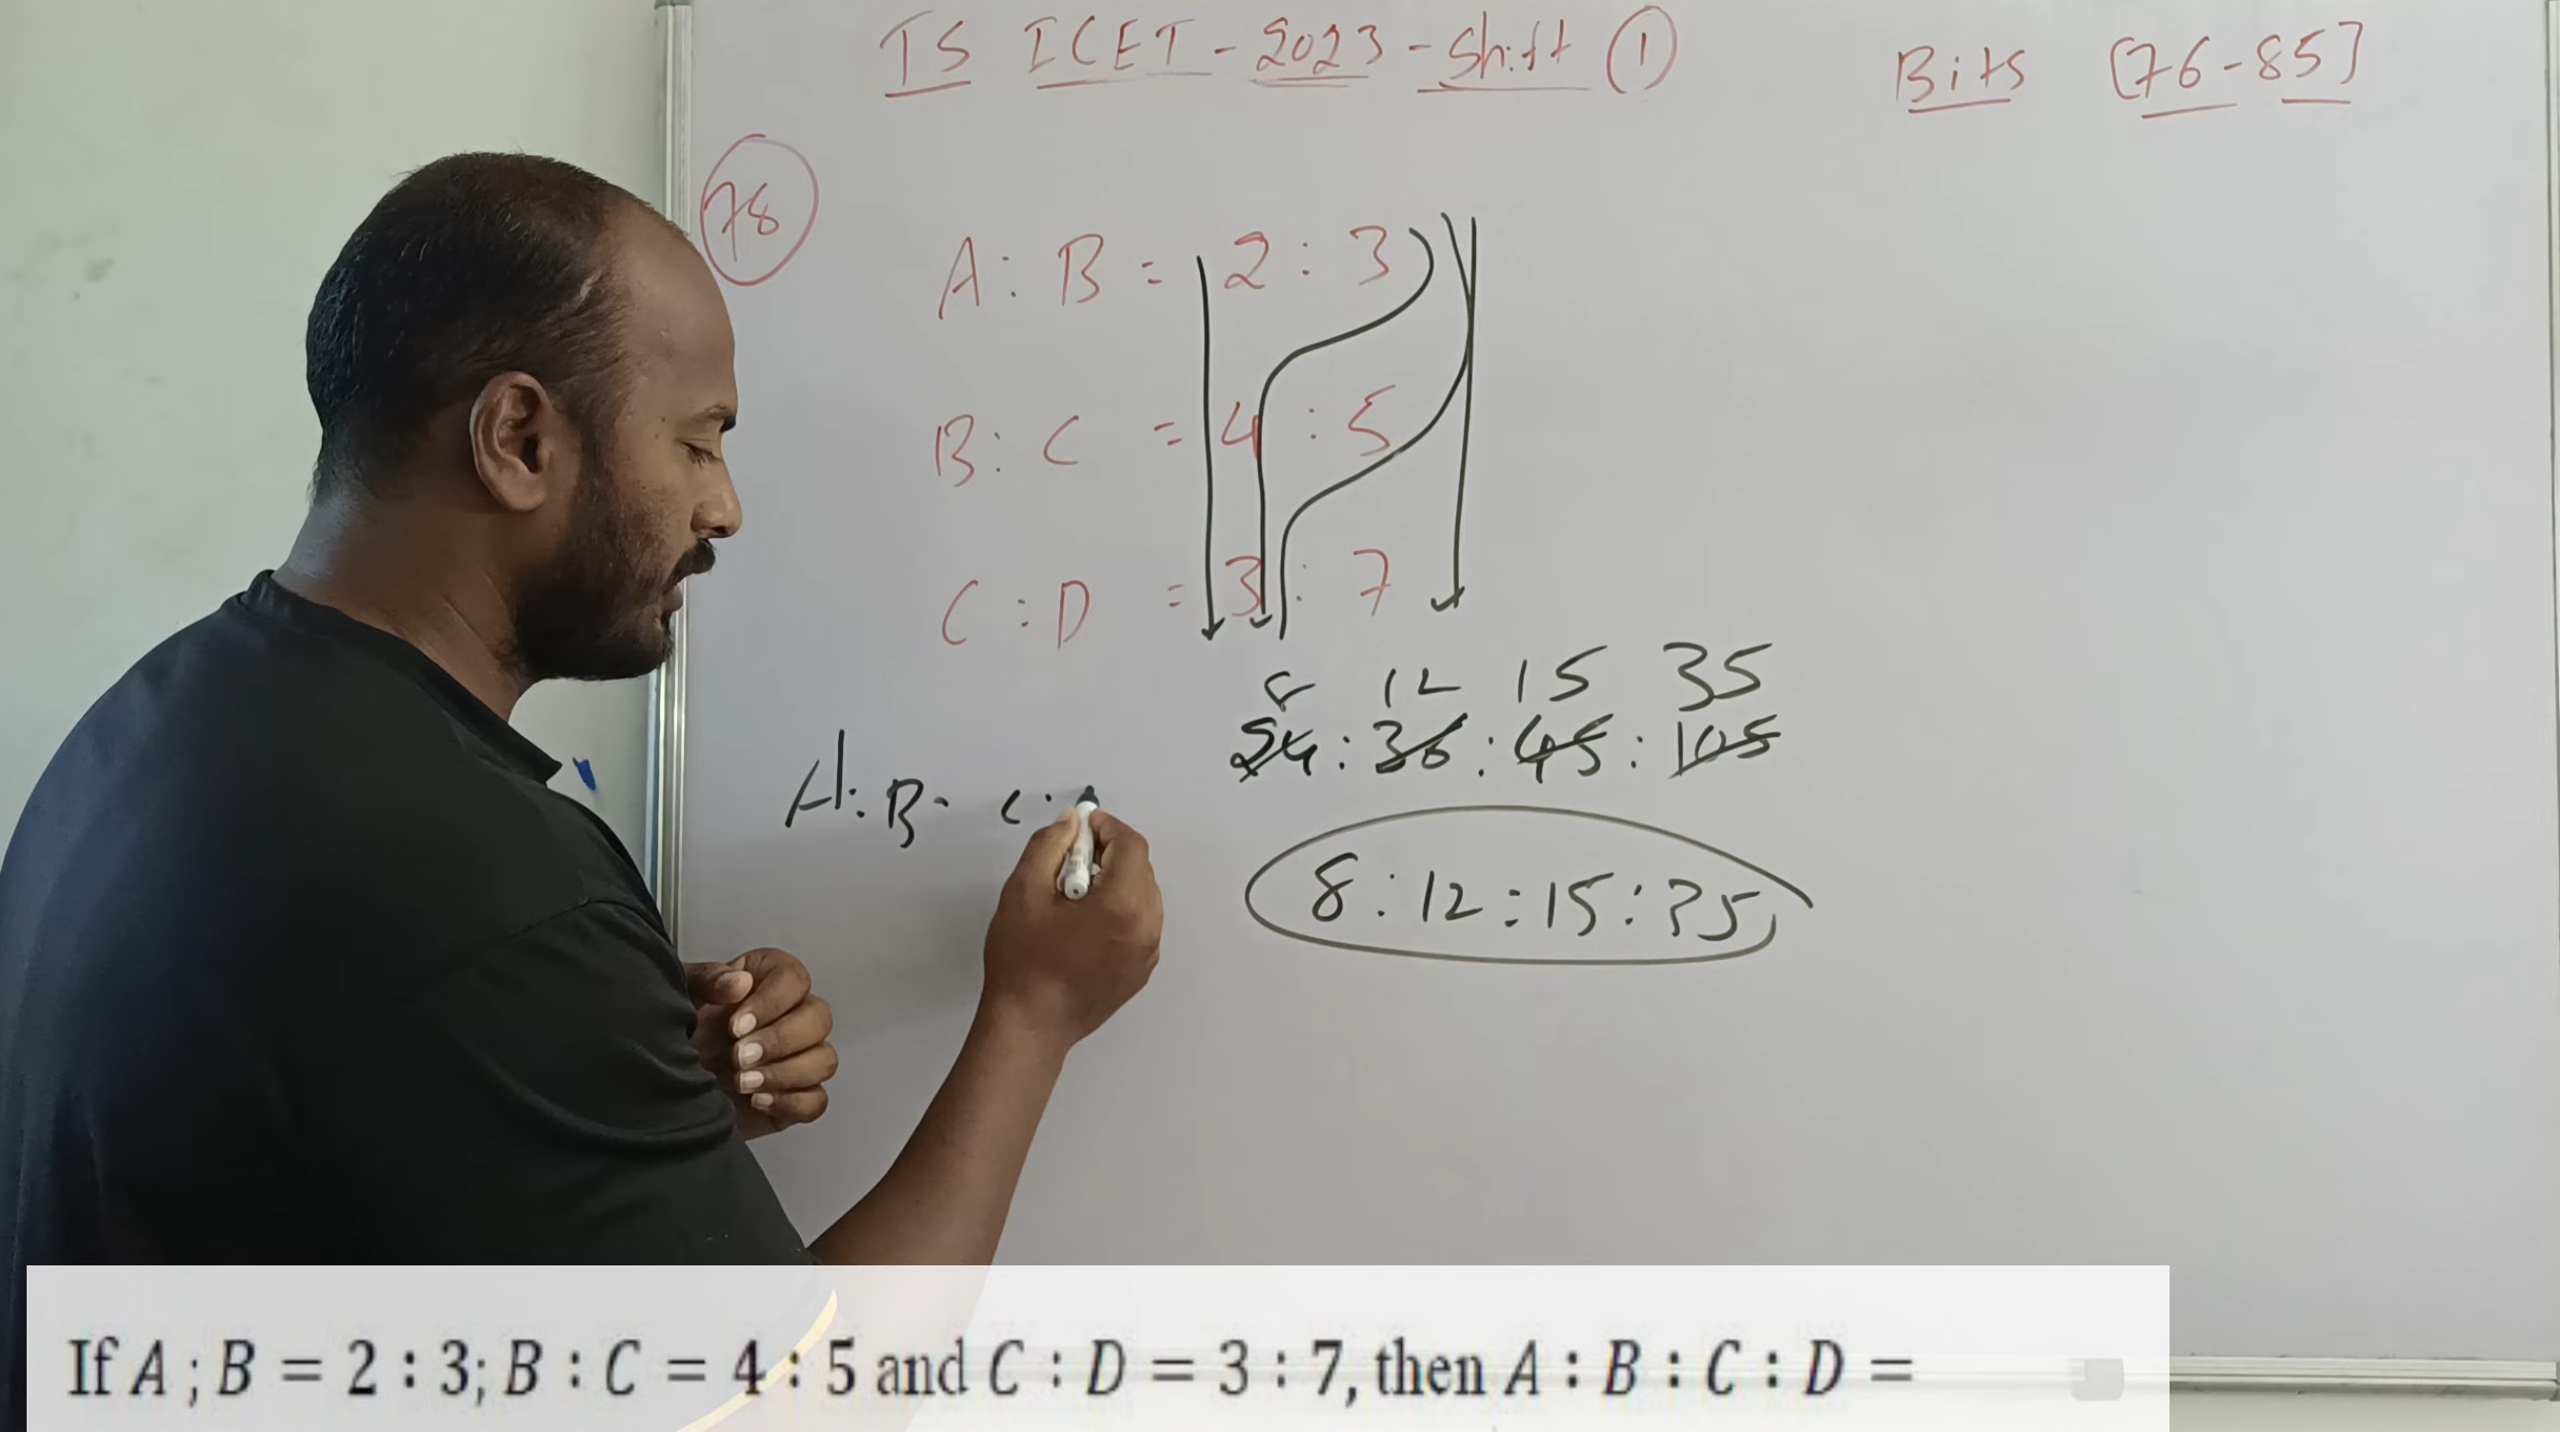 TS ICET - 2023 - Shift ① Bits [76-85]
78
A : B = 2 : 3
B : C = 4 : 5
C : D = 3 : 7
8 12 15 35
24 : 36 : 45 : 105
A : B : C :
8 : 12 : 15 : 35
If A ; B = 2 : 3; B : C = 4 : 5 and C : D = 3 : 7, then A : B : C : D =